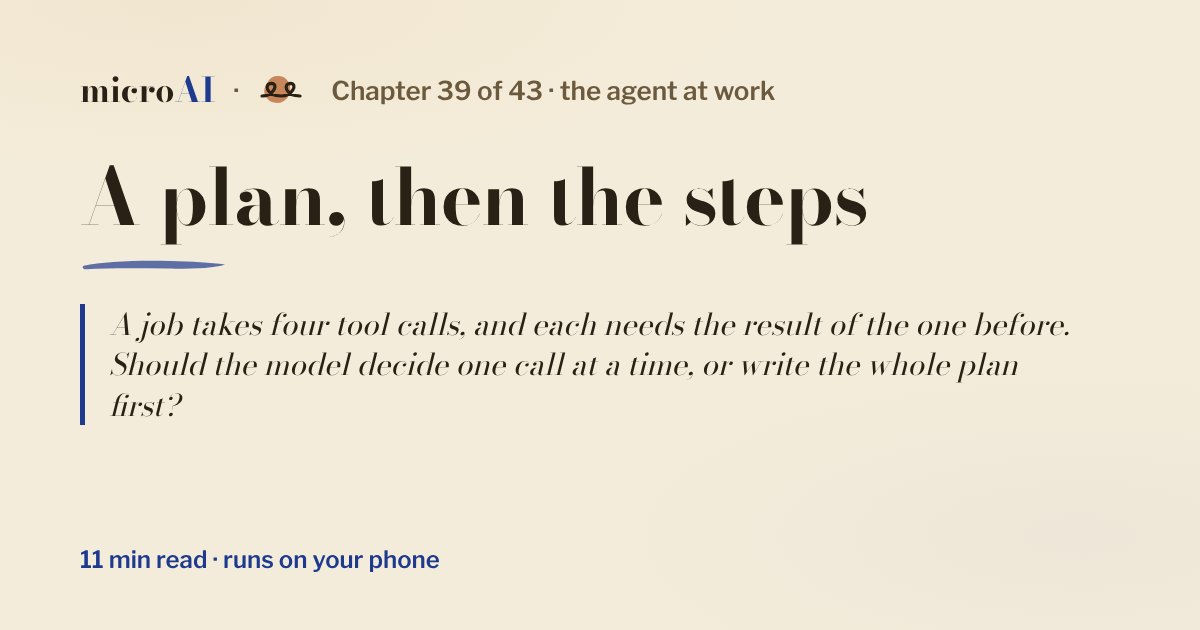 microAI · Chapter 39 of 43 · the agent at work
A plan, then the steps
A job takes four tool calls, and each needs the result of the one before.
Should the model decide one call at a time, or write the whole plan
first?
11 min read · runs on your phone